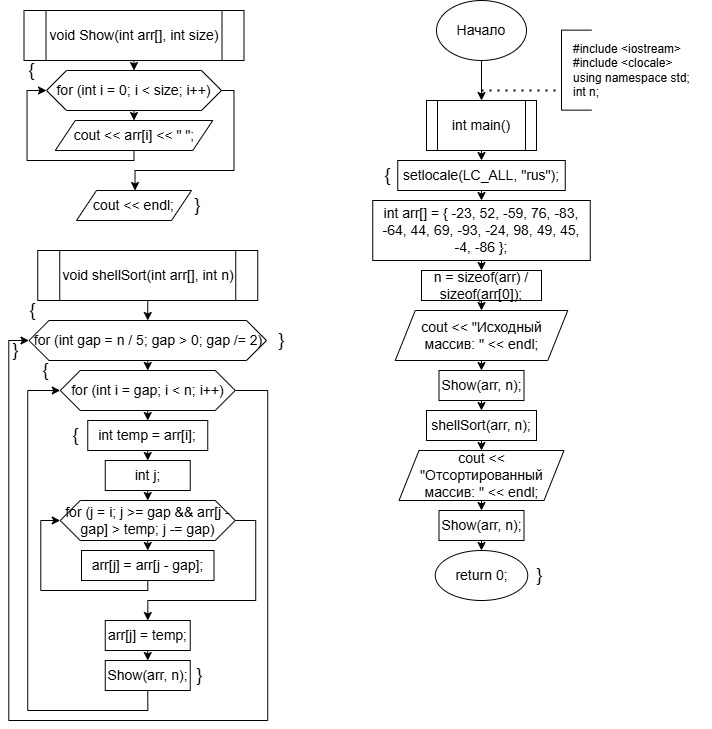 void Show(int arr[], int size)
{
for (int i = 0; i < size; i++)
cout << arr[i] << " ";
cout << endl;
}
void shellSort(int arr[], int n)
{
for (int gap = n / 5; gap > 0; gap /= 2)
}
}
{
for (int i = gap; i < n; i++)
{
int temp = arr[i];
int j;
for (j = i; j >= gap && arr[j -
gap] > temp; j -= gap)
arr[j] = arr[j - gap];
arr[j] = temp;
Show(arr, n);
}
Начало
#include <iostream>
#include <clocale>
using namespace std;
int n;
int main()
{
setlocale(LC_ALL, "rus");
int arr[] = { -23, 52, -59, 76, -83,
-64, 44, 69, -93, -24, 98, 49, 45,
-4, -86 };
n = sizeof(arr) /
sizeof(arr[0]);
cout << "Исходный
массив: " << endl;
Show(arr, n);
shellSort(arr, n);
cout <<
"Отсортированный
массив: " << endl;
Show(arr, n);
return 0;
}